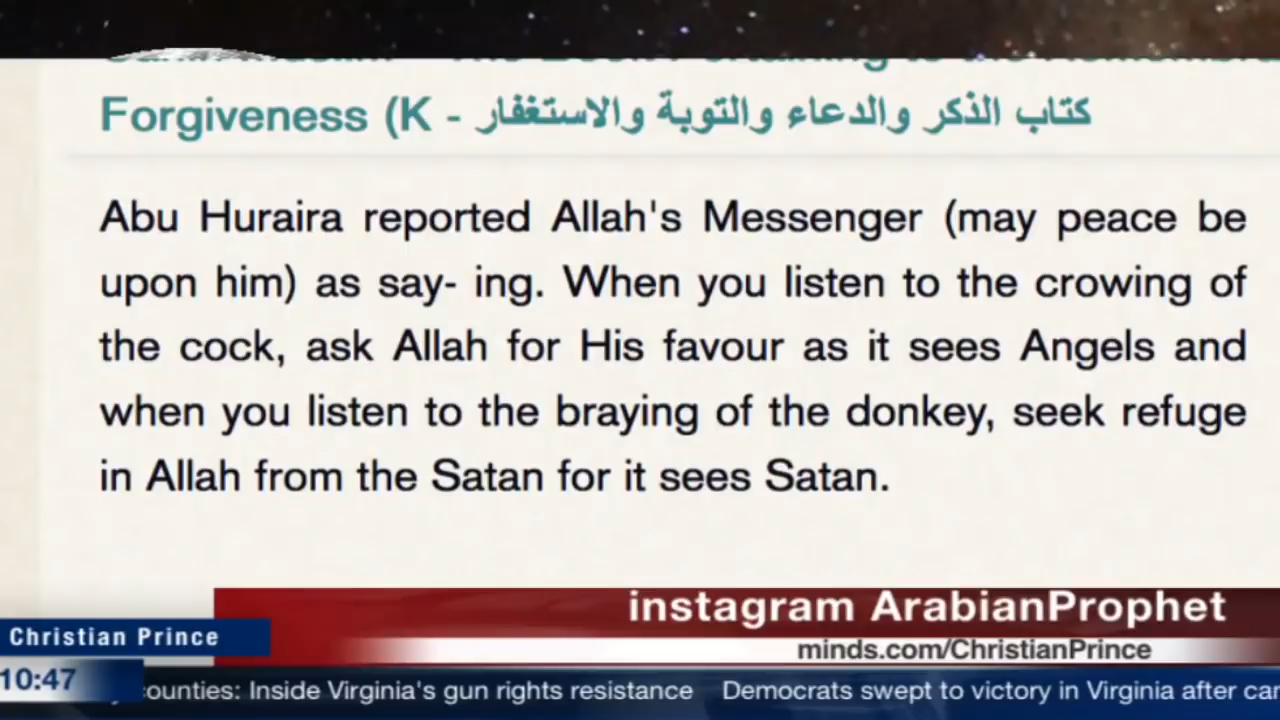 Forgiveness (K - كتاب الذكر والدعاء والتوبة والاستغفار
Abu Huraira reported Allah's Messenger (may peace be
upon him) as say- ing. When you listen to the crowing of
the cock, ask Allah for His favour as it sees Angels and
when you listen to the braying of the donkey, seek refuge
in Allah from the Satan for it sees Satan.
instagram ArabianProphet
Christian Prince
minds.com/ChristianPrince
10:47
ounties: Inside Virginia's gun rights resistance Democrats swept to victory in Virginia after